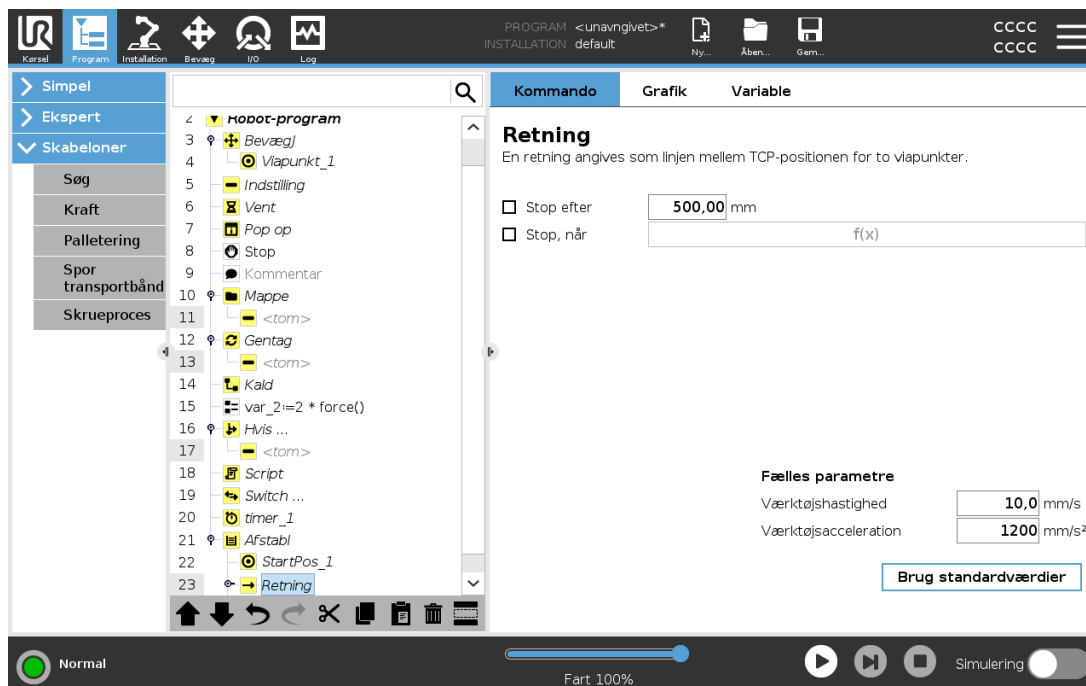 UR
Kørsel
Program
Installation
Bevæg
I/O
Log
PROGRAM <unavngivet>*
INSTALLATION default
Ny...
Åben...
Gem...
CCCC
CCCC
Simpel
Ekspert
Skabeloner
Søg
Kraft
Palletering
Spor
transportbånd
Skrueproces
2 Robot-program
3 BevægJ
4 Viapunkt_1
5 Indstilling
6 Vent
7 Pop op
8 Stop
9 Kommentar
10 Mappe
11 <tom>
12 Gentag
13 <tom>
14 Kald
15 var_2:=2 * force()
16 Hvis ...
17 <tom>
18 Script
19 Switch ...
20 timer_1
21 Afstabl
22 StartPos_1
23 Retning
Kommando Grafik Variable
Retning
En retning angives som linjen mellem TCP-positionen for to viapunkter.
Stop efter 500,00 mm
Stop, når f(x)
Fælles parametre
Værktøjshastighed 10,0 mm/s
Værktøjsacceleration 1200 mm/s²
Brug standardværdier
Normal
Fart 100%
Simulering